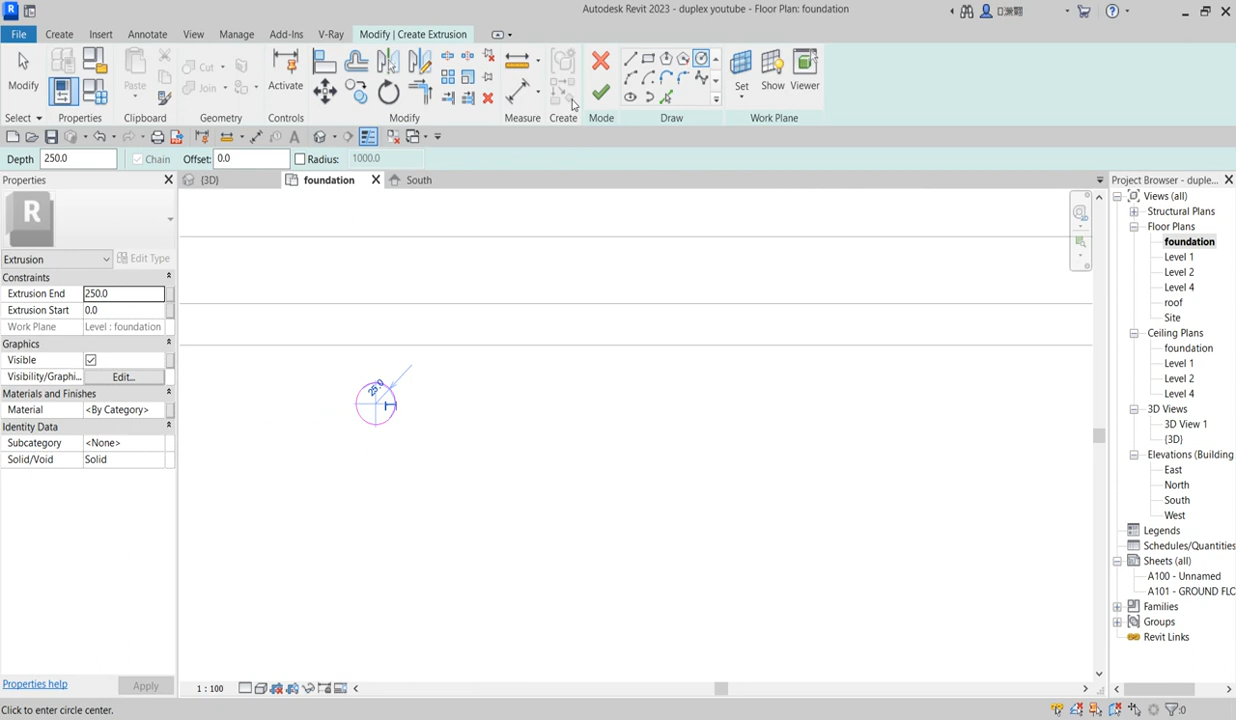 R
Autodesk Revit 2023 - duplex youtube - Floor Plan: foundation
File Create Insert Annotate View Manage Add-Ins V-Ray Modify | Create Extrusion
Modify
Paste
Cut
Join
Activate
Set
Show
Viewer
Select Properties Clipboard Geometry Controls Modify Measure Create Mode Draw Work Plane
Depth 250.0 Chain Offset: 0.0 Radius: 1000.0
Properties
{3D}
foundation
South
Project Browser - duple...
R
Extrusion
Edit Type
Constraints
Extrusion End 250.0
Extrusion Start 0.0
Work Plane Level : foundation
Graphics
Visible
Visibility/Graphi... Edit...
Materials and Finishes
Material <By Category>
Identity Data
Subcategory <None>
Solid/Void Solid
25.0
Views (all)
Structural Plans
Floor Plans
foundation
Level 1
Level 2
Level 4
roof
Site
Ceiling Plans
foundation
Level 1
Level 2
Level 4
3D Views
3D View 1
{3D}
Elevations (Building
East
North
South
West
Legends
Schedules/Quantities
Sheets (all)
A100 - Unnamed
A101 - GROUND FLC
Families
Groups
Revit Links
Properties help
Apply
1 : 100
Click to enter circle center.
:0